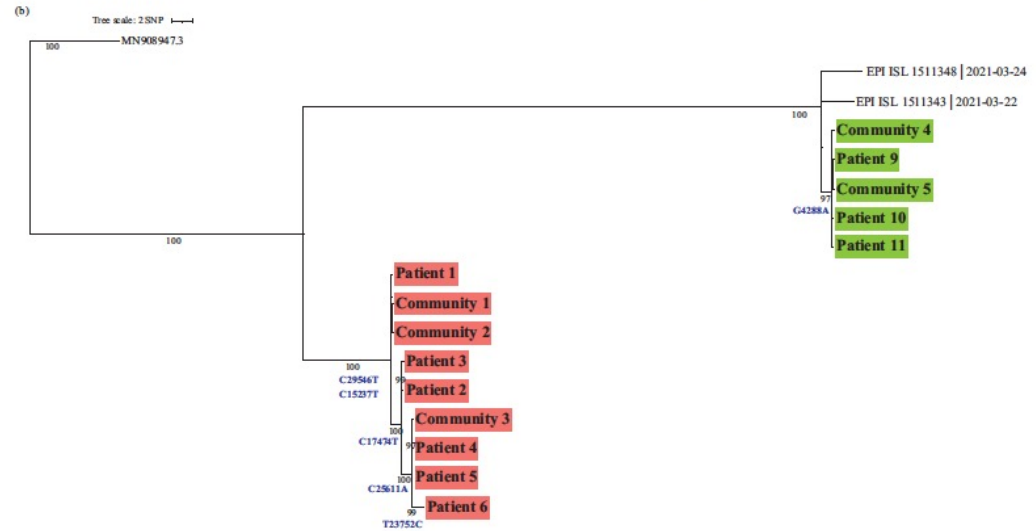 (b)
Tree scale: 2 SNP
MN908947.3
100
EPI ISL 1511348 | 2021-03-24
EPI ISL 1511343 | 2021-03-22
100
Community 4
Patient 9
Community 5
97
G4288A
Patient 10
Patient 11
100
Patient 1
Community 1
Community 2
100
Patient 3
C29546T
99
C15237T
Patient 2
Community 3
100
C17474T
97
Patient 4
Patient 5
100
C25611A
Patient 6
99
T23752C